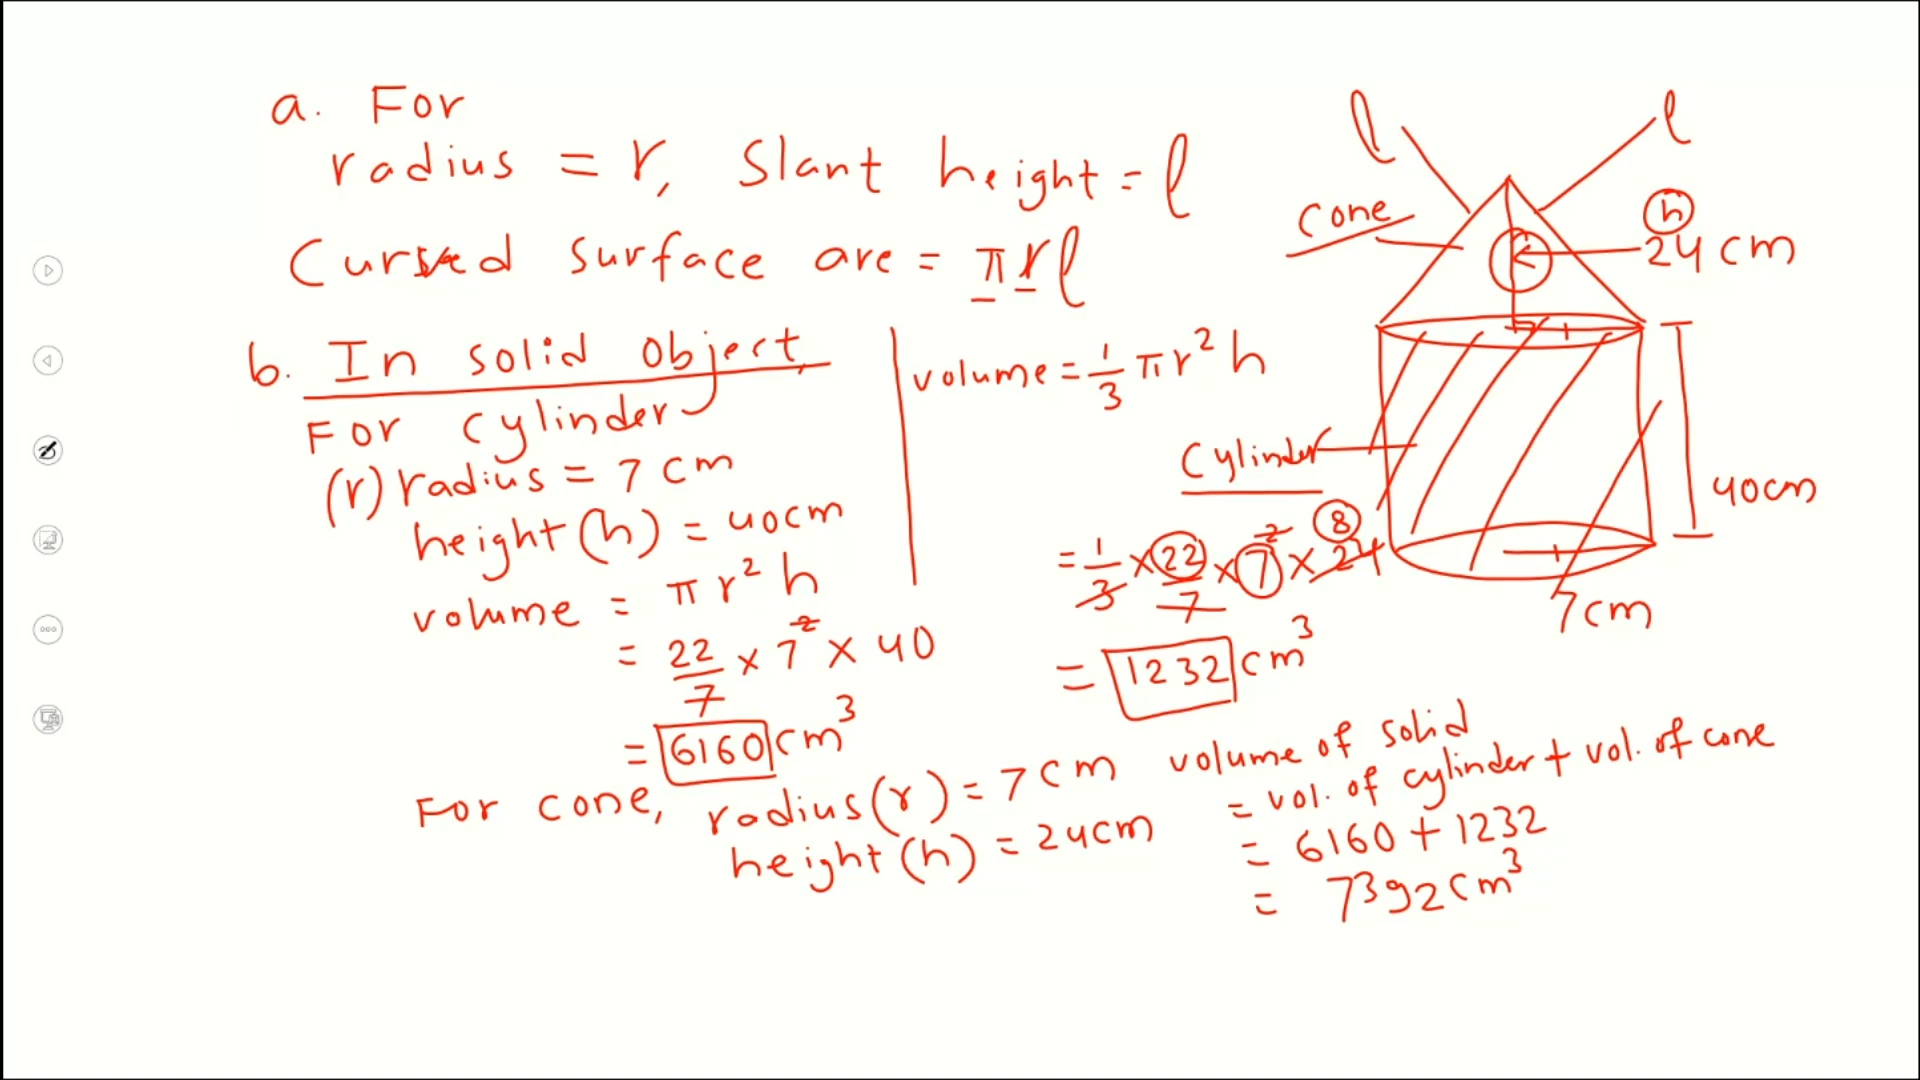 a. For
radius = r, Slant height = l
Cursved surface are = πrl
b. In solid object,
For cylinder
(r) radius = 7 cm
height (h) = 40cm
volume = πr²h
= 22/7 × 7² × 40
= 6160 cm³
For cone, radius (r) = 7cm
height (h) = 24cm
volume = 1/3 πr²h
= 1/3 × 22/7 × 7² × 24 8
= 1232 cm³
volume of solid
= vol. of cylinder + vol. of cone
= 6160 + 1232
= 7392 cm³
l
l
Cone
h
24 cm
Cylinder
40cm
7cm